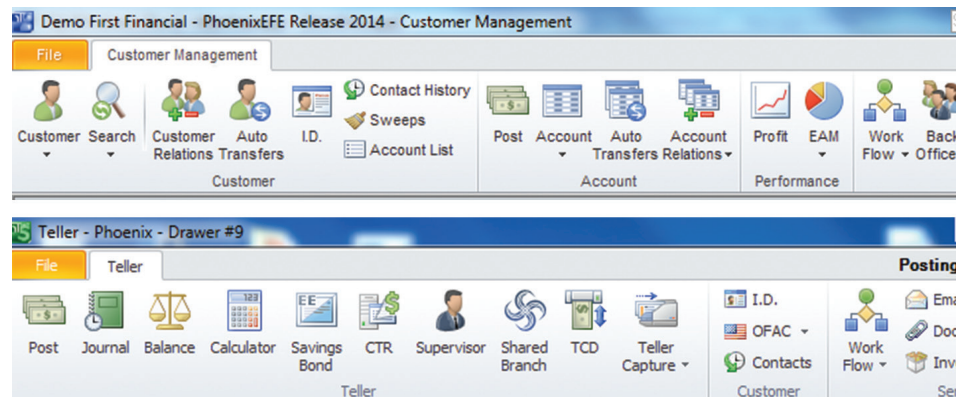 Demo First Financial - PhoenixEFE Release 2014 - Customer Management
File Customer Management
Customer Search Customer Relations Auto Transfers I.D. Contact History
Sweeps
Account List
Post Account Auto Transfers Account Relations Profit EAM Work Flow Back Office
Customer Account Performance
Teller - Phoenix - Drawer #9
File Teller Posting
Post Journal Balance Calculator Savings Bond CTR Supervisor Shared Branch TCD Teller Capture
I.D.
OFAC
Contacts
Work Flow
Teller Customer